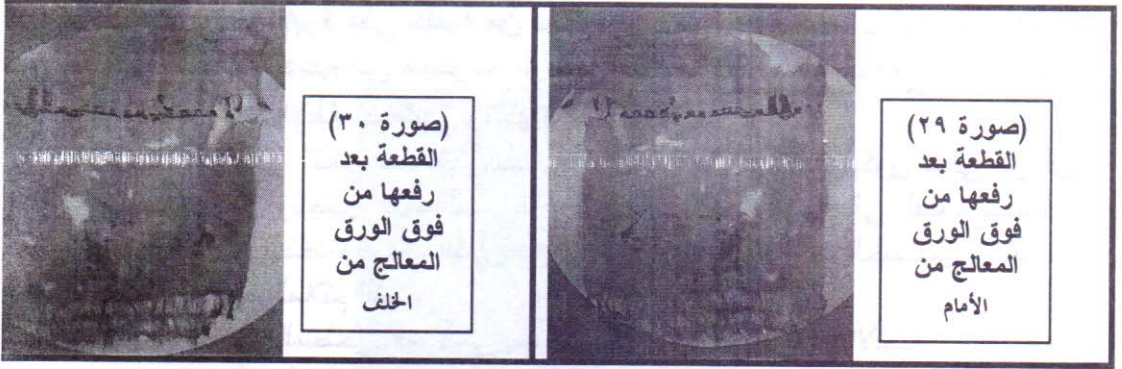 (صورة ٢٩)
القطعة بعد
رفعها من
فوق الورق
المعالج من
الأمام
(صورة ٣٠)
القطعة بعد
رفعها من
فوق الورق
المعالج من
الخلف